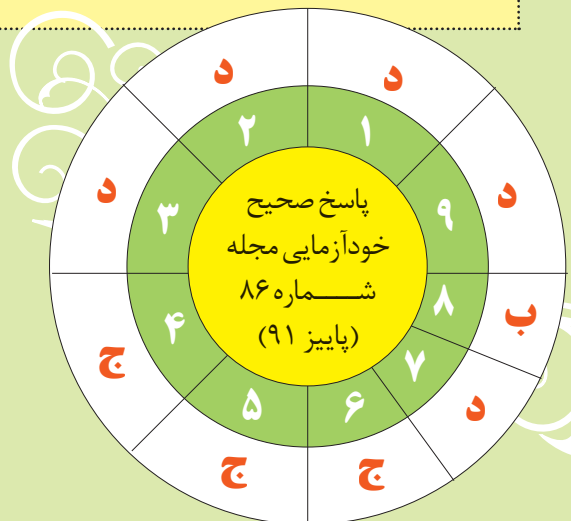 پاسخ صحیح
خودآزمایی مجله
شـــــماره ۸۶
(پاییز ۹۱)
۱ د
۲ د
۳ د
۴ ج
۵ ج
۶ ج
۷ د
۸ ب
۹ د